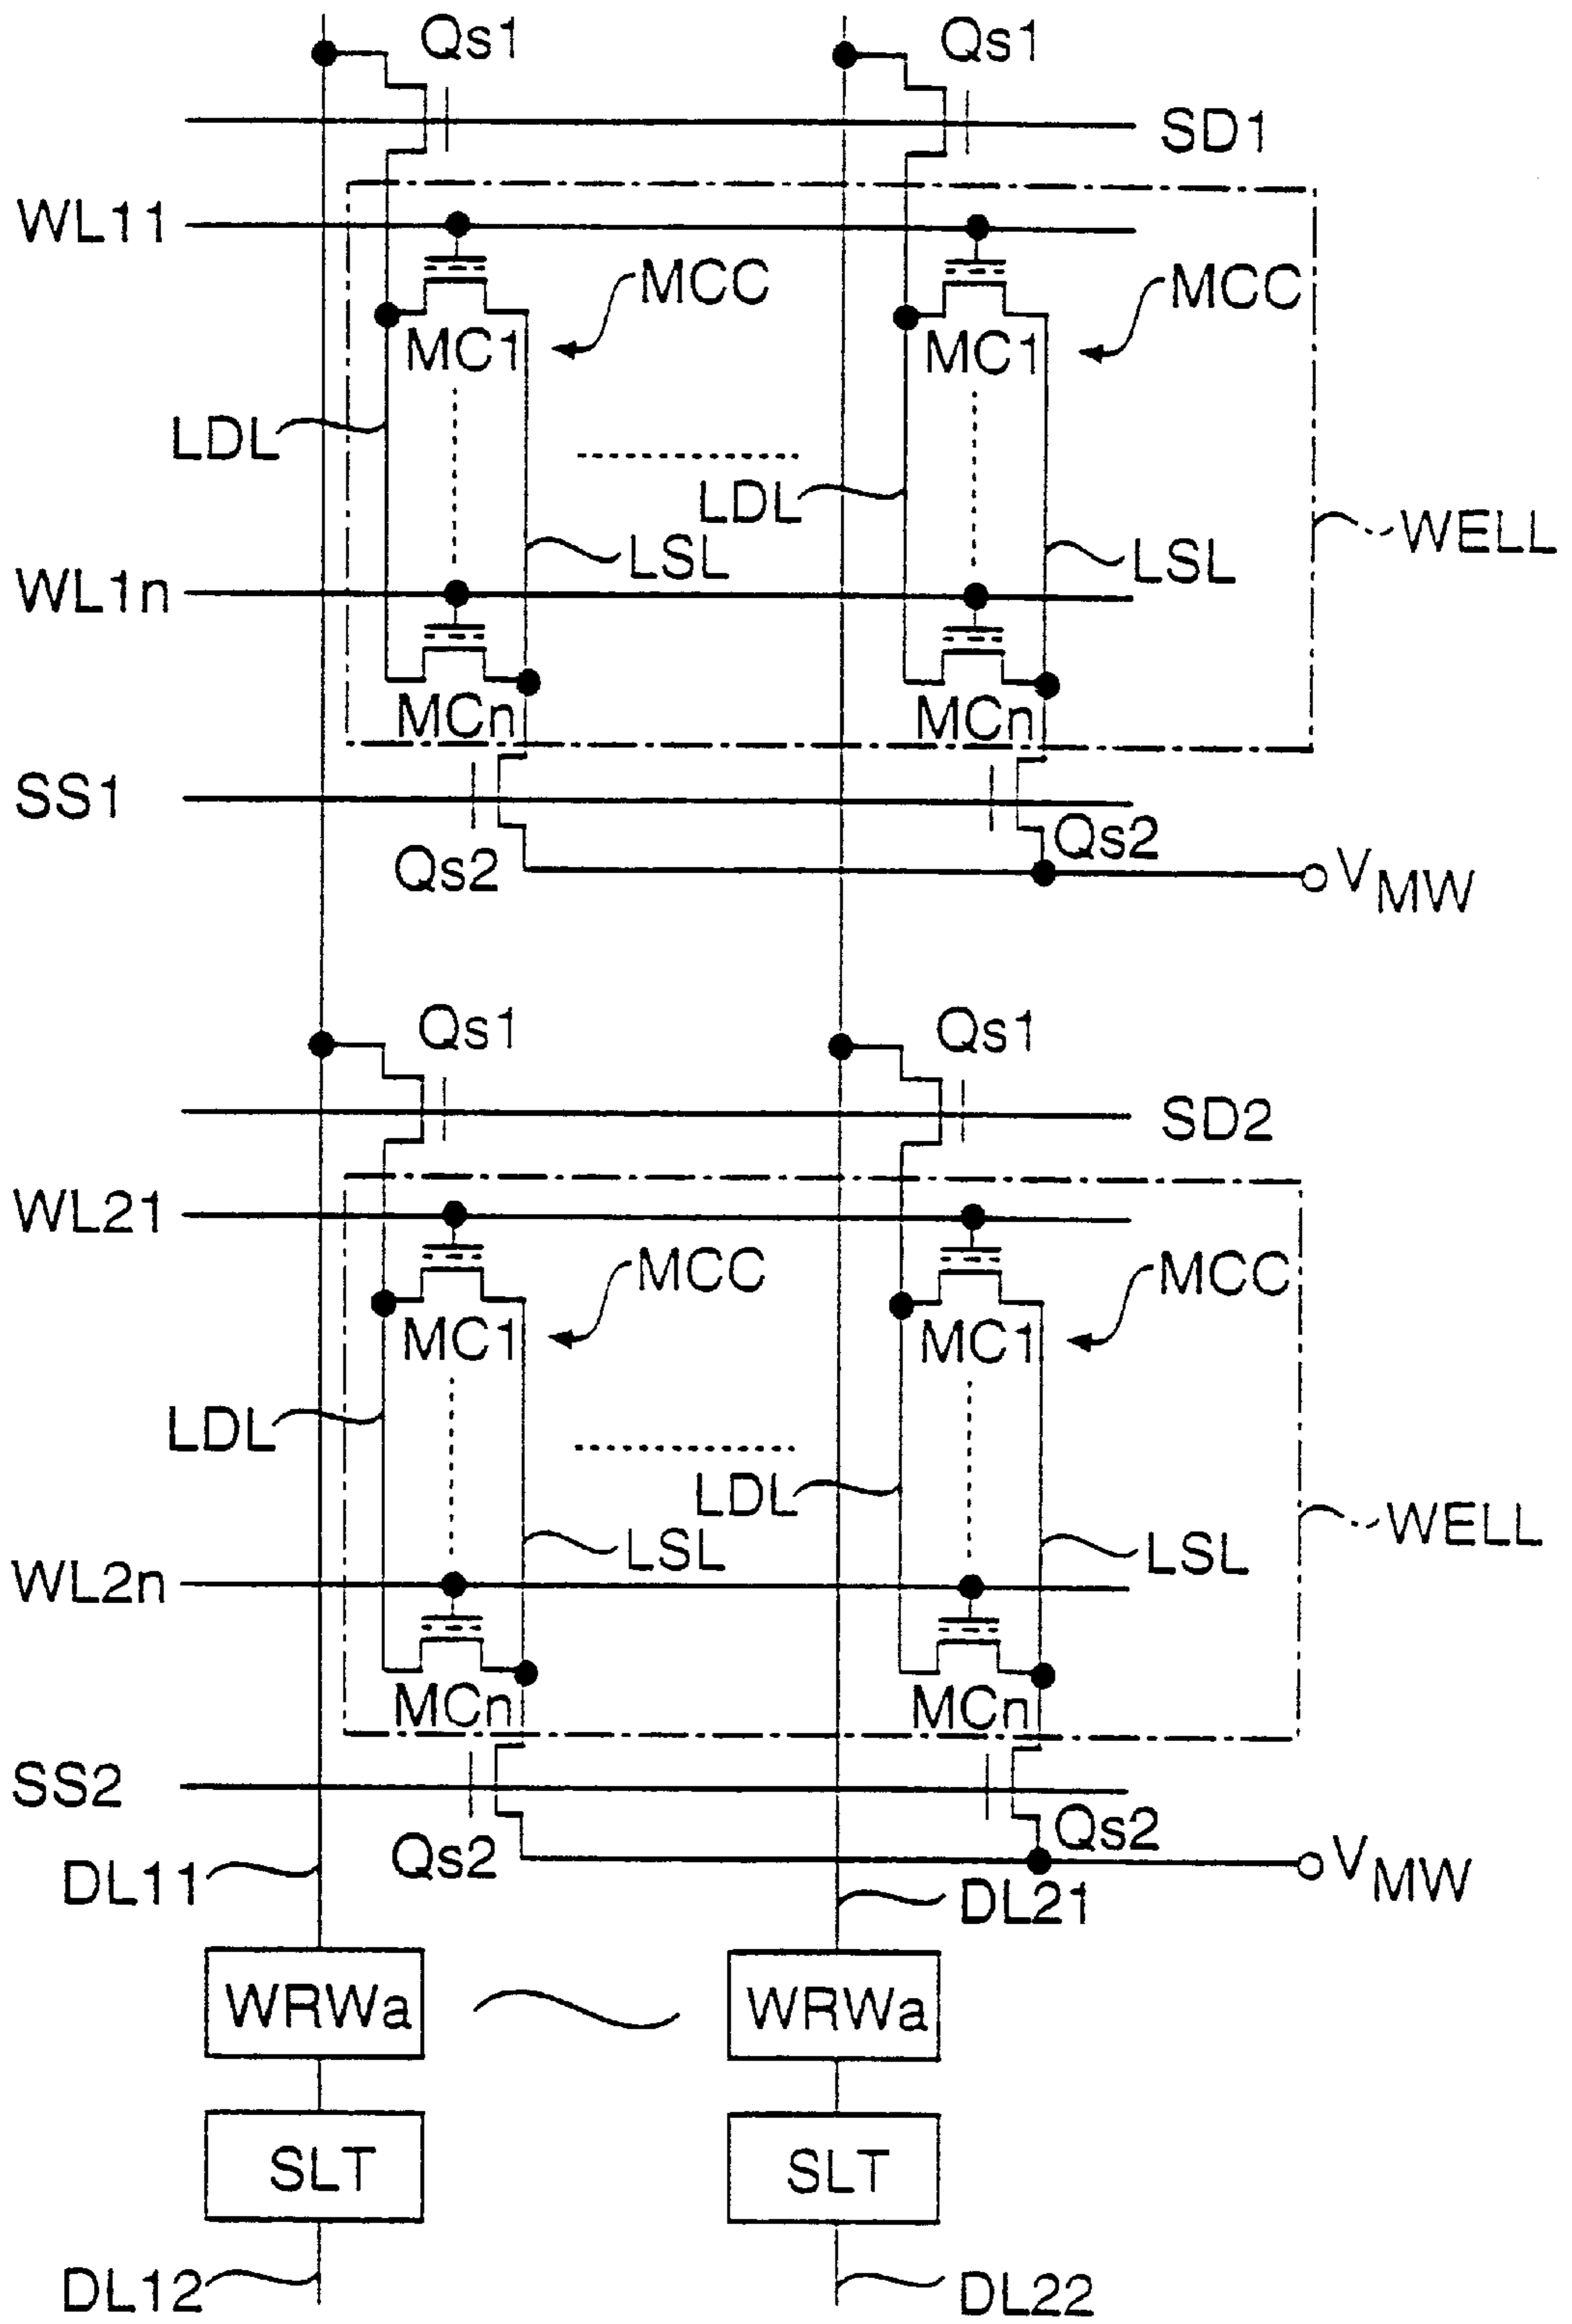 Qs1 Qs1
SD1
WL11
MCC MCC
MC1 MC1
LDL
LDL
WELL
LSL LSL
WL1n
MCn MCn
SS1
Qs2 Qs2
VMW
Qs1 Qs1
SD2
WL21
MCC MCC
MC1 MC1
LDL
LDL
WELL
LSL LSL
WL2n
MCn MCn
SS2
Qs2 Qs2
VMW
DL11 DL21
WRWa WRWa
SLT SLT
DL12 DL22